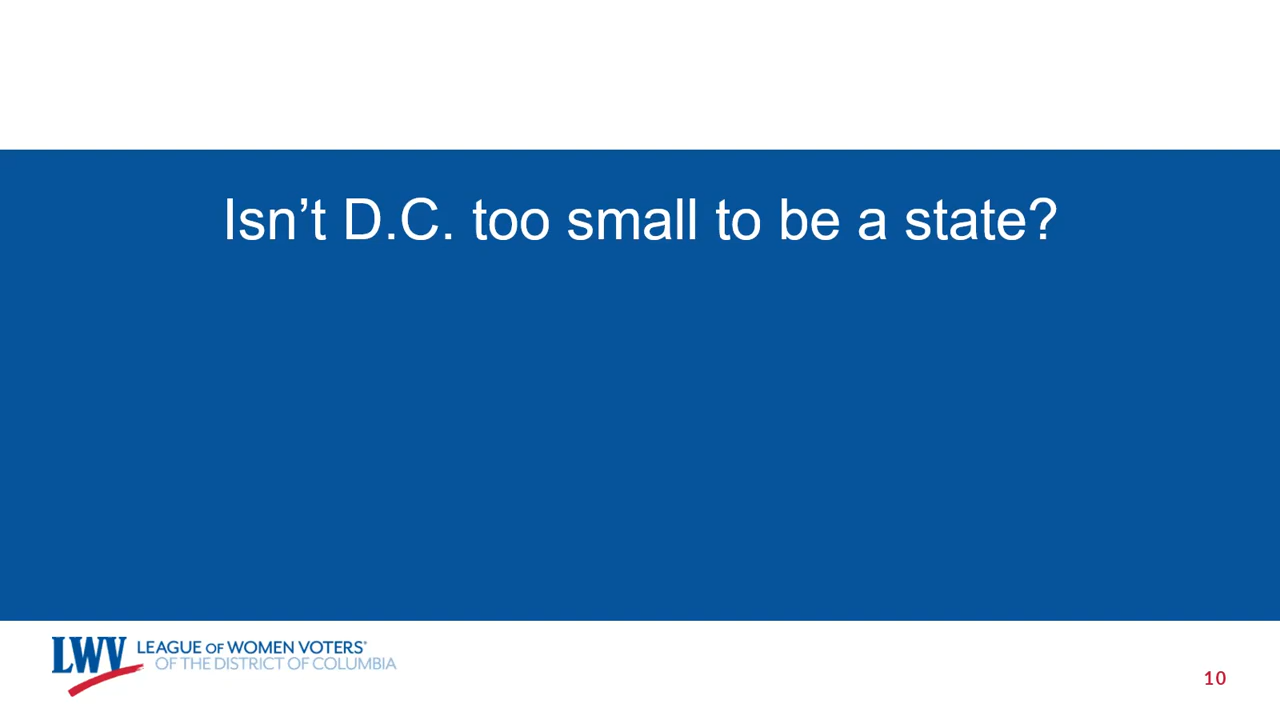 Isn’t D.C. too small to be a state?
LWV LEAGUE OF WOMEN VOTERS®
OF THE DISTRICT OF COLUMBIA
10